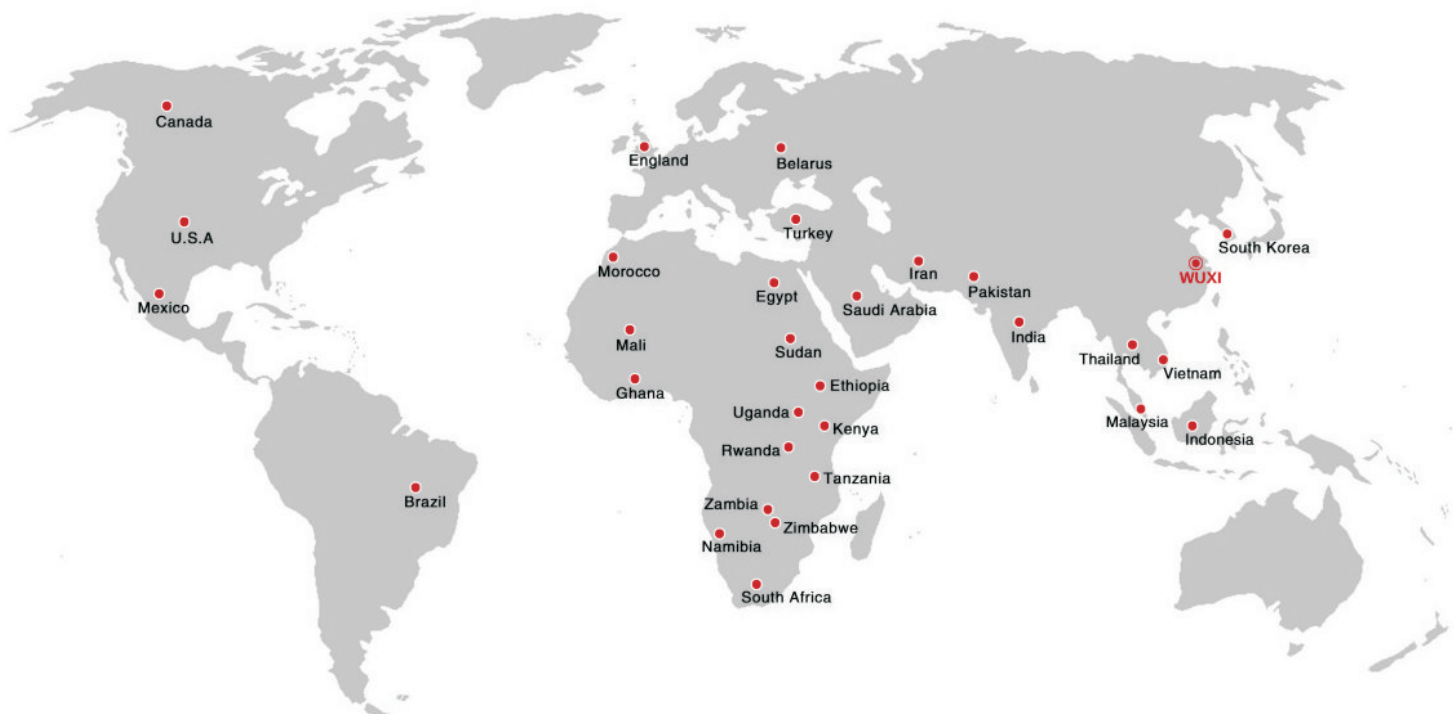 Canada
England
Belarus
U.S.A
Turkey
South Korea
Morocco
Iran
WUXI
Mexico
Egypt
Saudi Arabia
Pakistan
Mali
Sudan
India
Thailand
Vietnam
Ghana
Ethiopia
Uganda
Kenya
Malaysia
Indonesia
Rwanda
Tanzania
Brazil
Zambia
Zimbabwe
Namibia
South Africa